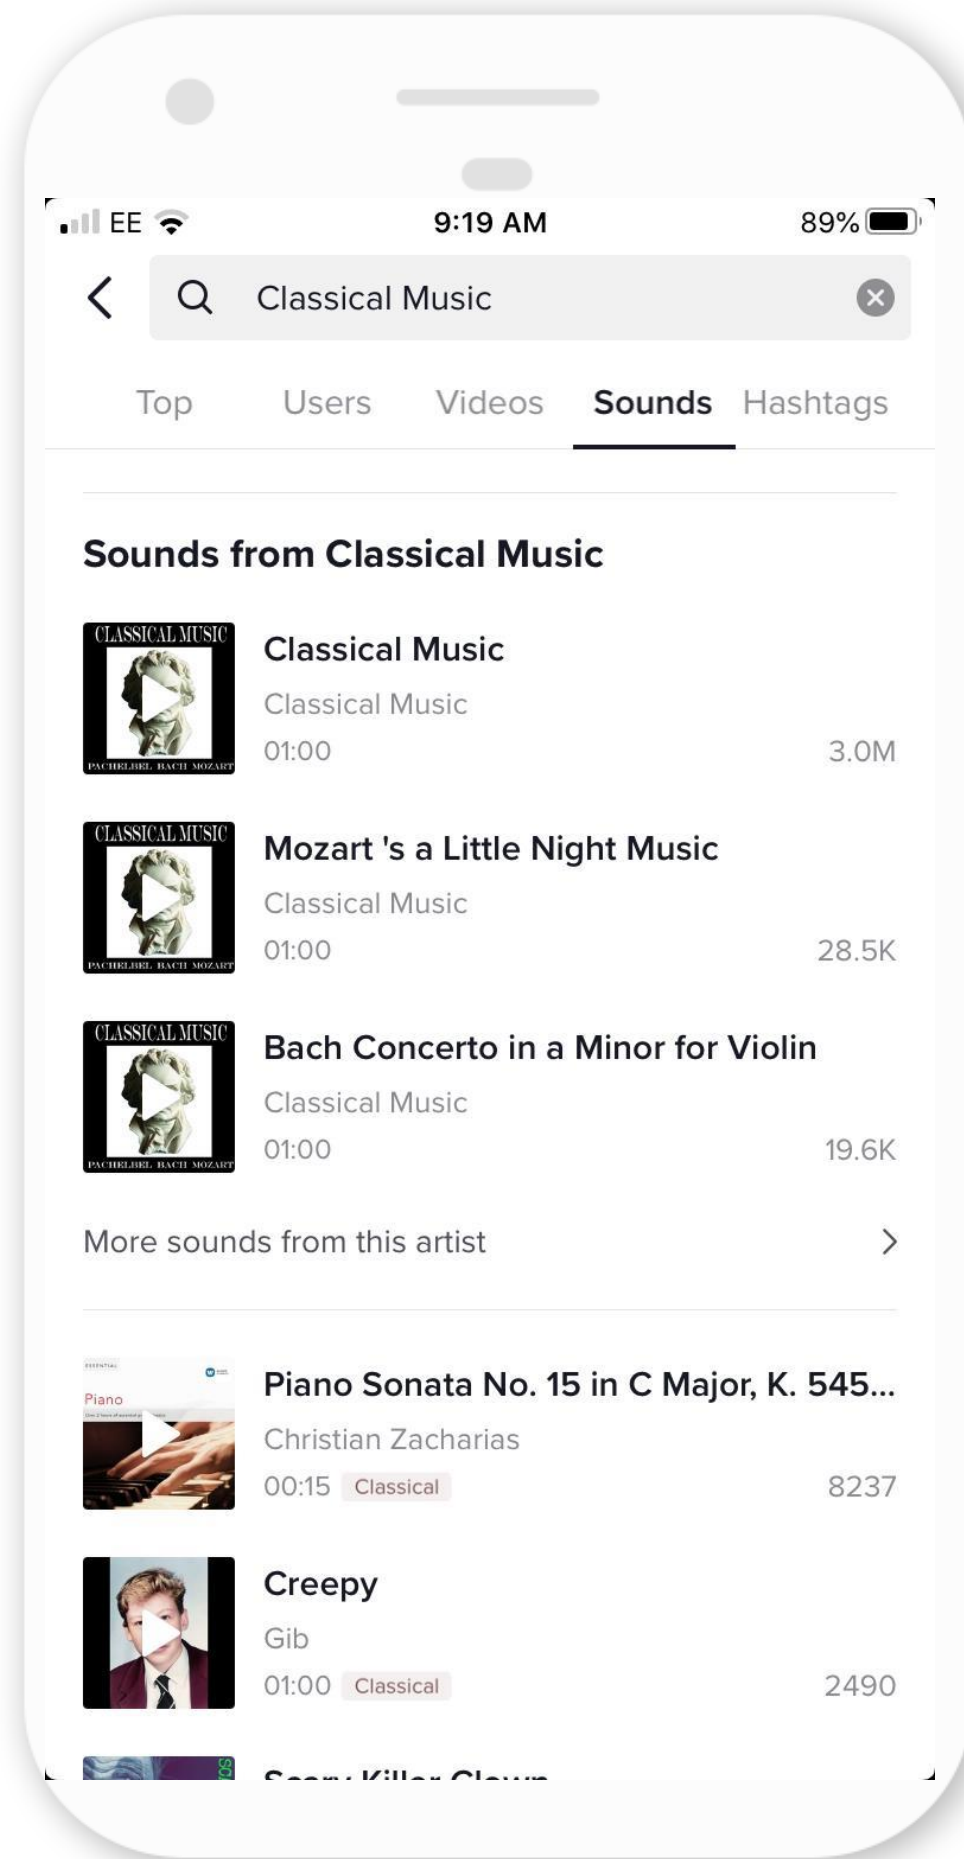 EE 9:19 AM 89%
Classical Music
Top Users Videos Sounds Hashtags
Sounds from Classical Music
CLASSICAL MUSIC
PACHELBEL BACH MOZART
Classical Music
Classical Music
01:00 3.0M
CLASSICAL MUSIC
PACHELBEL BACH MOZART
Mozart 's a Little Night Music
Classical Music
01:00 28.5K
CLASSICAL MUSIC
PACHELBEL BACH MOZART
Bach Concerto in a Minor for Violin
Classical Music
01:00 19.6K
More sounds from this artist
ESSENTIAL
Piano
Piano Sonata No. 15 in C Major, K. 545...
Christian Zacharias
00:15 Classical 8237
Creepy
Gib
01:00 Classical 2490
Scary Killer Clown